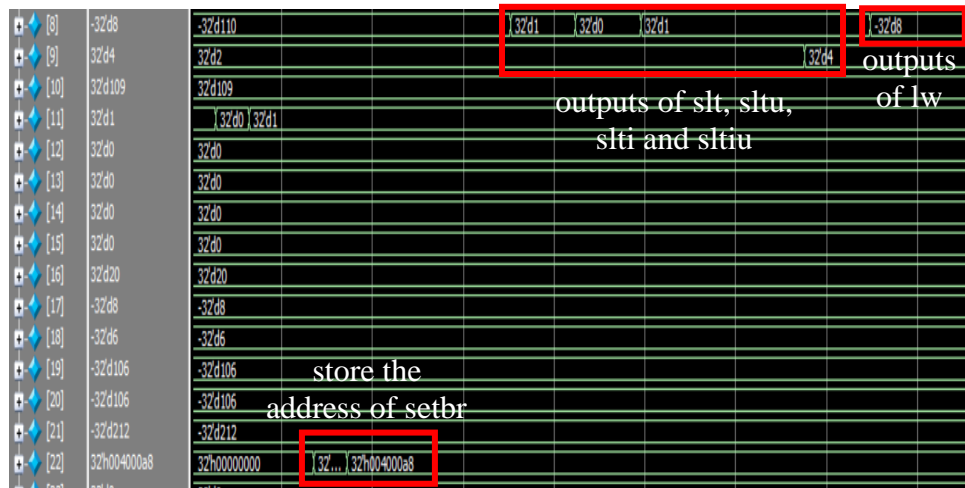 [8] -32'd8 -32'd110 32'd1 32'd0 32'd1 -32'd8
[9] 32'd4 32'd2 32'd4
outputs
of lw
[10] 32'd109 32'd109
outputs of slt, sltu,
slti and sltiu
[11] 32'd1 32'd0 32'd1
[12] 32'd0 32'd0
[13] 32'd0 32'd0
[14] 32'd0 32'd0
[15] 32'd0 32'd0
[16] 32'd20 32'd20
[17] -32'd8 -32'd8
[18] -32'd6 -32'd6
[19] -32'd106 -32'd106
store the
address of setbr
[20] -32'd106 -32'd106
[21] -32'd212 -32'd212
[22] 32'h004000a8 32'h00000000 32'... 32'h004000a8